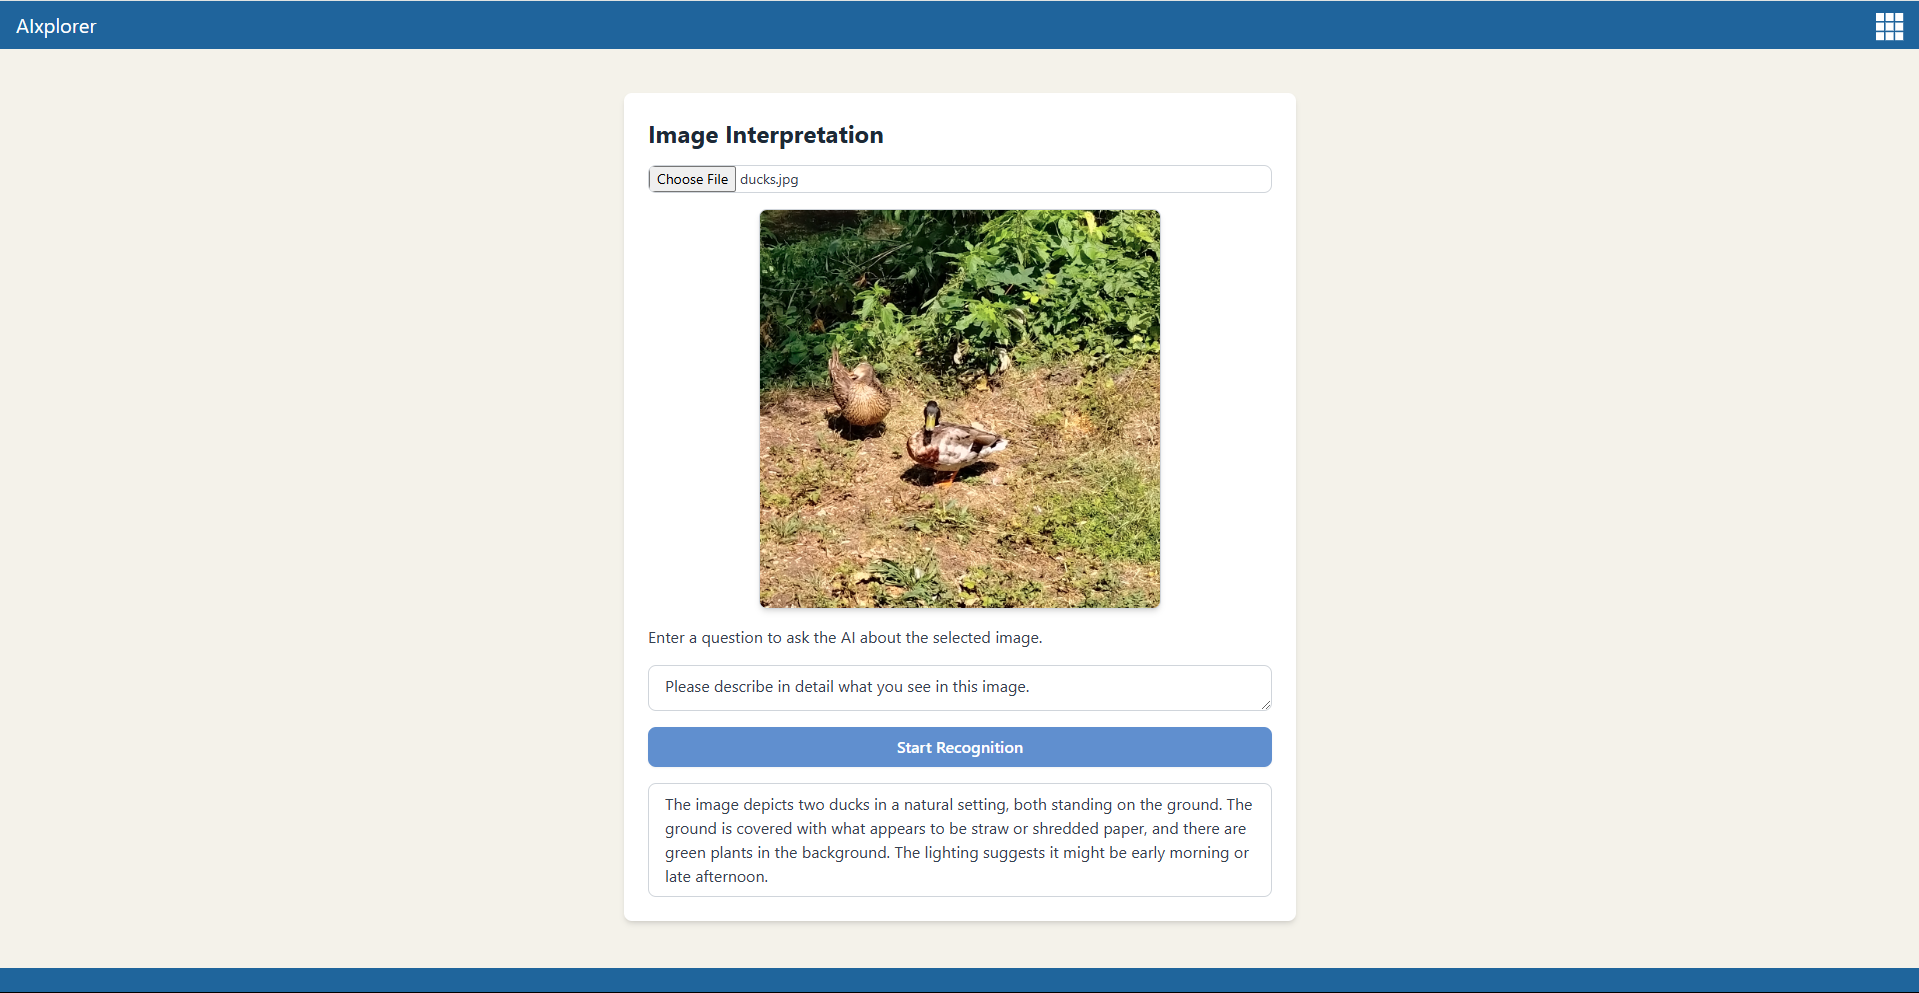 AIxplorer
Image Interpretation
Choose File ducks.jpg
Enter a question to ask the AI about the selected image.
Please describe in detail what you see in this image.
Start Recognition
The image depicts two ducks in a natural setting, both standing on the ground. The
ground is covered with what appears to be straw or shredded paper, and there are
green plants in the background. The lighting suggests it might be early morning or
late afternoon.